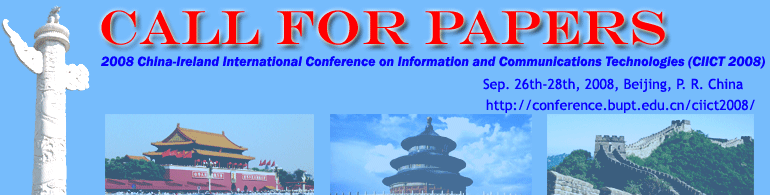 CALL FOR PAPERS
2008 China-Ireland International Conference on Information and Communications Technologies (CIICT 2008)
Sep. 26th-28th, 2008, Beijing, P. R. China
http://conference.bupt.edu.cn/ciict2008/